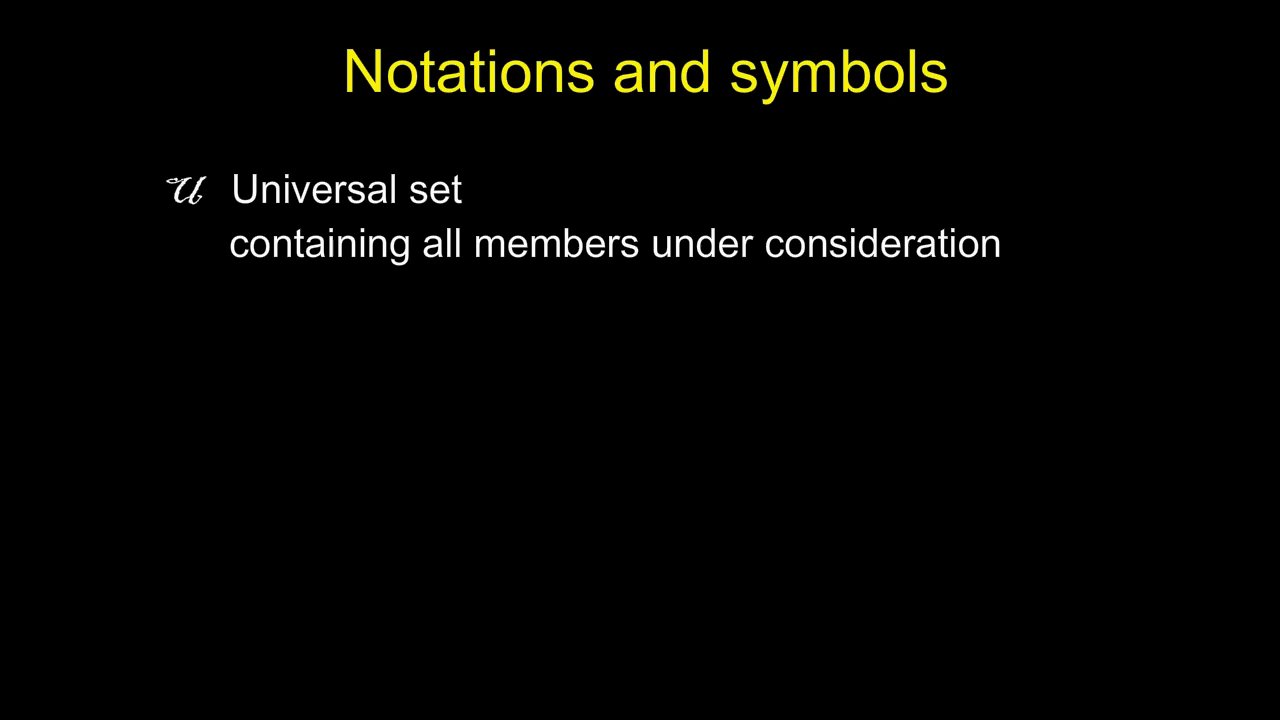 Notations and symbols
𝒰 Universal set
containing all members under consideration